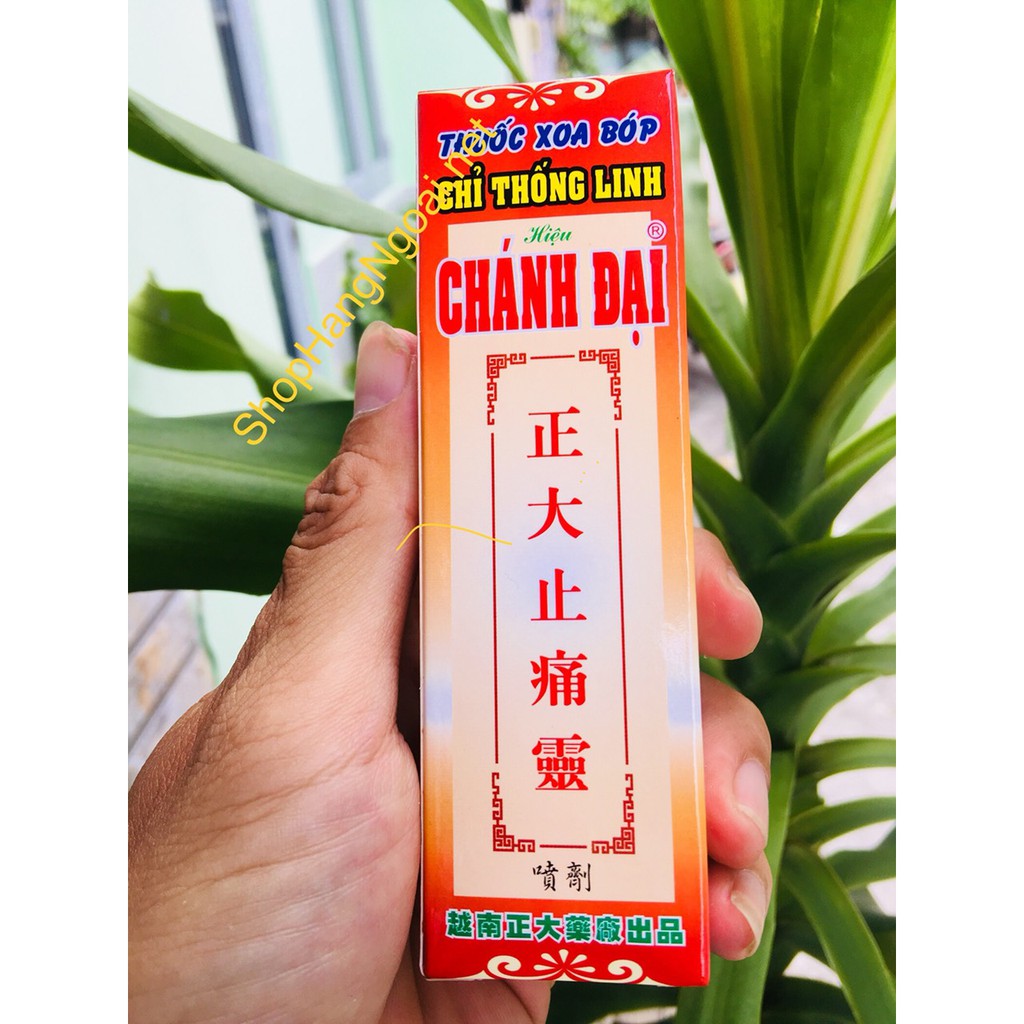 THUỐC XOA BÓP
CHỈ THỐNG LINH
Hiệu
CHÁNH ĐẠI®
正大止痛靈
噴劑
越南正大藥廠出品
ShopHangNgoai.net